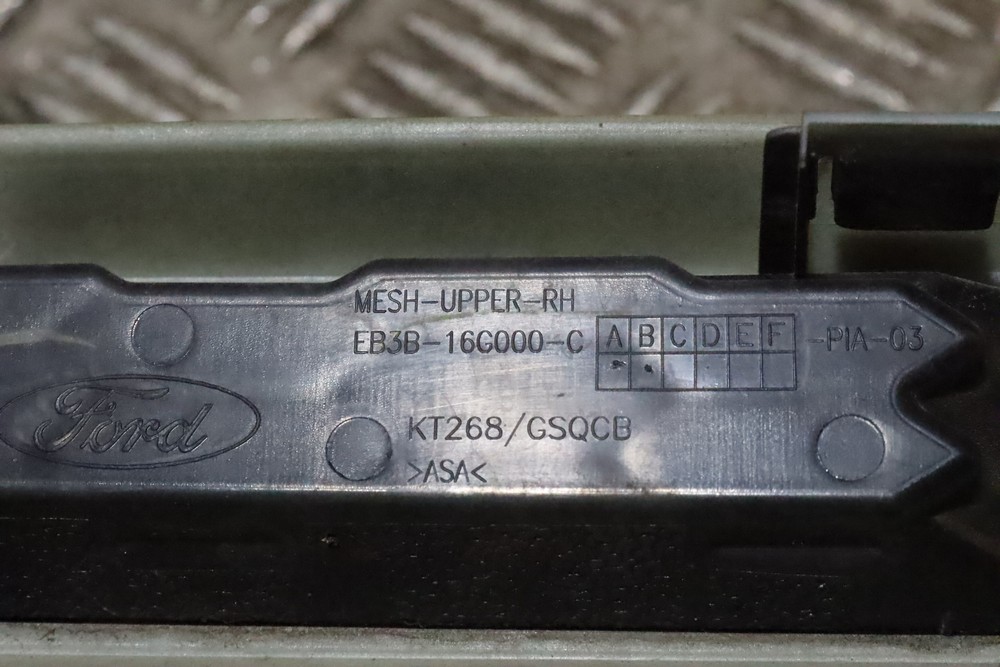 MESH-UPPER-RH
EB3B-16G000-C A B C D E F -PIA-03
Ford
KT268/GSQCB
>ASA<